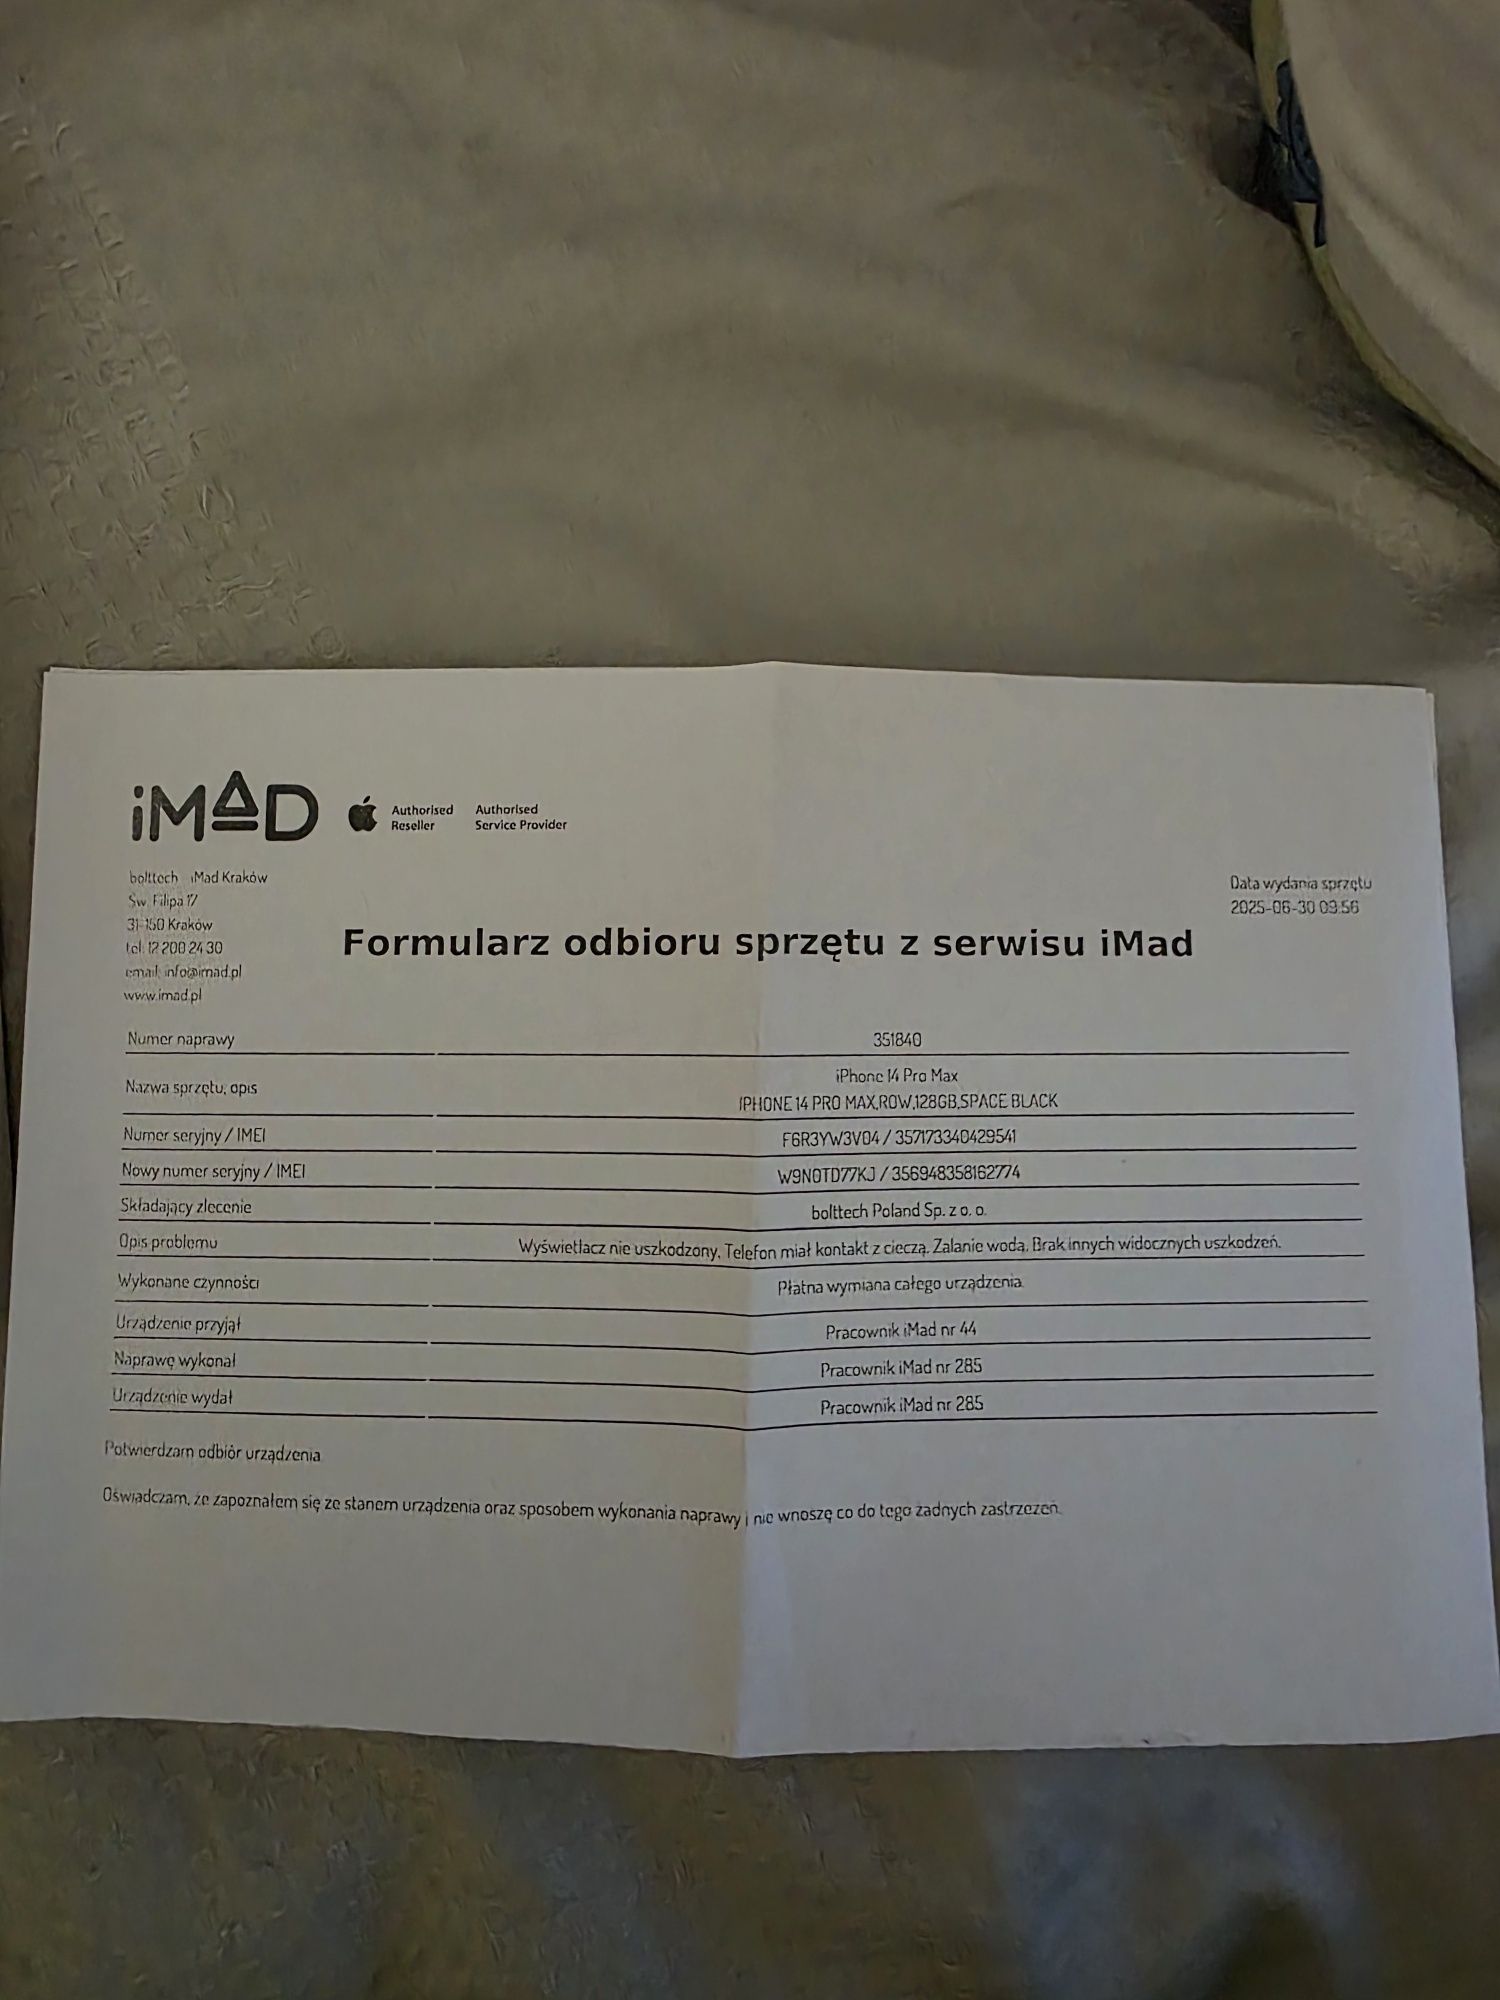 iMAD
Authorised Reseller
Authorised Service Provider
bolttech iMad Kraków
Św. Filipa 17
31-150 Kraków
tel: 12 200 24 30
email: info@imad.pl
www.imad.pl
Data wydania sprzętu
2025-06-30 09:56
Formularz odbioru sprzętu z serwisu iMad
Numer naprawy 351840
Nazwa sprzętu, opis iPhone 14 Pro Max
IPHONE 14 PRO MAX,ROW,128GB,SPACE BLACK
Numer seryjny / IMEI F6R3YW3V04 / 357173340429541
Nowy numer seryjny / IMEI W9N0TD77KJ / 356948358162774
Składający zlecenie bolttech Poland Sp. z o. o.
Opis problemu Wyświetlacz nie uszkodzony, Telefon miał kontakt z cieczą. Zalanie wodą. Brak innych widocznych uszkodzeń.
Wykonane czynności Płatna wymiana całego urządzenia
Urządzenie przyjął Pracownik iMad nr 44
Naprawę wykonał Pracownik iMad nr 285
Urządzenie wydał Pracownik iMad nr 285
Potwierdzam odbiór urządzenia
Oświadczam, że zapoznałem się ze stanem urządzenia oraz sposobem wykonania naprawy i nie wnoszę co do tego żadnych zastrzeżeń.